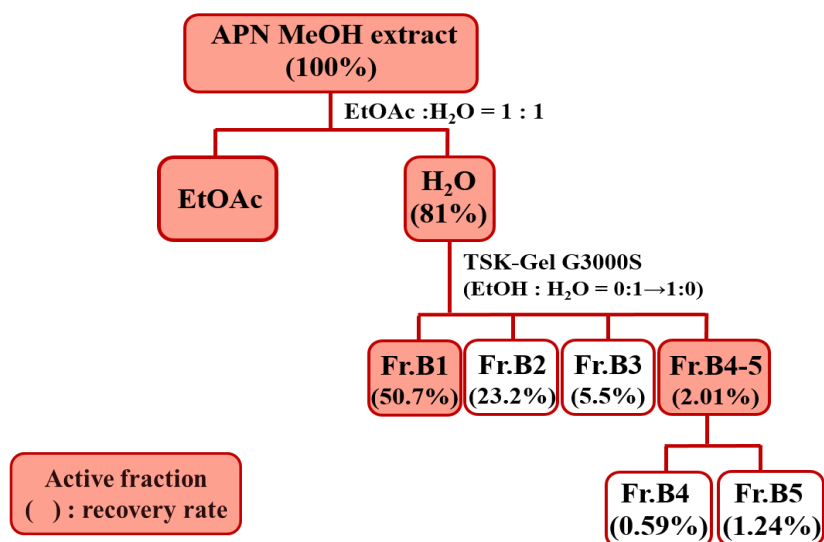 APN MeOH extract
(100%)
EtOAc :H₂O = 1 : 1
EtOAc
H₂O
(81%)
TSK-Gel G3000S
(EtOH : H₂O = 0:1→1:0)
Fr.B1
(50.7%)
Fr.B2
(23.2%)
Fr.B3
(5.5%)
Fr.B4-5
(2.01%)
Fr.B4
(0.59%)
Fr.B5
(1.24%)
Active fraction
( ) : recovery rate